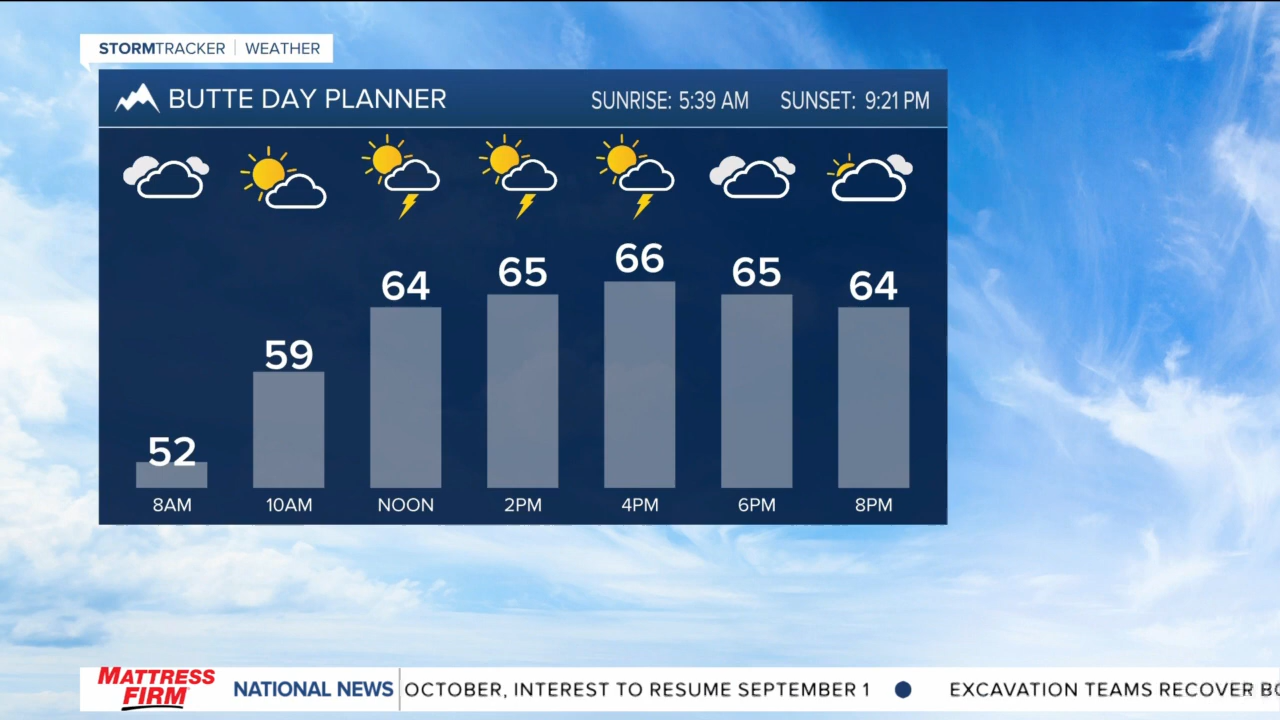 STORMTRACKER | WEATHER
BUTTE DAY PLANNER SUNRISE: 5:39 AM SUNSET: 9:21 PM
52 59 64 65 66 65 64
8AM 10AM NOON 2PM 4PM 6PM 8PM
MATTRESS
FIRM
NATIONAL NEWS OCTOBER, INTEREST TO RESUME SEPTEMBER 1 ● EXCAVATION TEAMS RECOVER